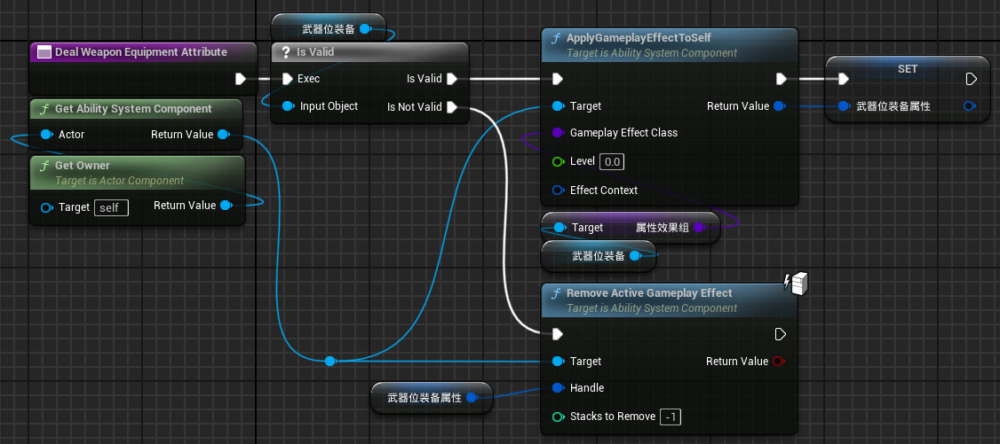 武器位装备
Deal Weapon Equipment Attribute
? Is Valid
Exec
Is Valid
Input Object
Is Not Valid
f Get Ability System Component
Actor
Return Value
f Get Owner
Target is Actor Component
Target
self
Return Value
f ApplyGameplayEffectToSelf
Target is Ability System Component
Target
Return Value
Gameplay Effect Class
Level
0.0
Effect Context
SET
武器位装备属性
Target
属性效果组
武器位装备
f Remove Active Gameplay Effect
Target is Ability System Component
Target
Return Value
Handle
Stacks to Remove
-1
武器位装备属性